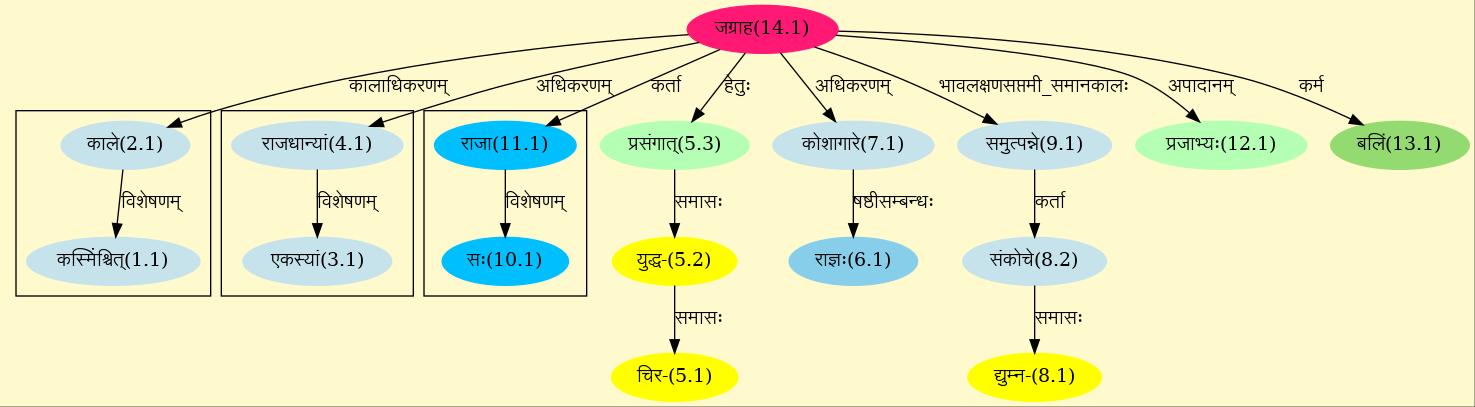 जग्राह(14.1)
कालाधिकरणम् अधिकरणम् कर्ता हेतुः अधिकरणम् भावलक्षणसप्तमी_समानकालः अपादानम् कर्म
काले(2.1) राजधान्यां(4.1) राजा(11.1) प्रसंगात्(5.3) कोशागारे(7.1) समुत्पन्ने(9.1) प्रजाभ्यः(12.1) बलिं(13.1)
विशेषणम् विशेषणम् विशेषणम् समासः षष्ठीसम्बन्धः कर्ता
कस्मिंश्चित्(1.1) एकस्यां(3.1) सः(10.1) युद्ध-(5.2) राज्ञः(6.1) संकोचे(8.2)
समासः समासः
चिर-(5.1) द्युम्न-(8.1)